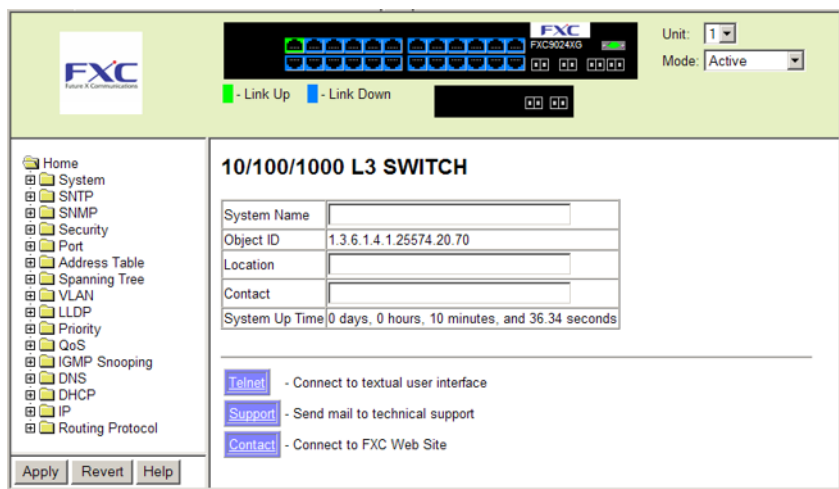 FXC
Future X Communications
FXC
FXC9024XG
Unit: 1
Mode: Active
- Link Up - Link Down
Home
System
SNTP
SNMP
Security
Port
Address Table
Spanning Tree
VLAN
LLDP
Priority
QoS
IGMP Snooping
DNS
DHCP
IP
Routing Protocol
Apply Revert Help
10/100/1000 L3 SWITCH
System Name
Object ID 1.3.6.1.4.1.25574.20.70
Location
Contact
System Up Time 0 days, 0 hours, 10 minutes, and 36.34 seconds
Telnet - Connect to textual user interface
Support - Send mail to technical support
Contact - Connect to FXC Web Site